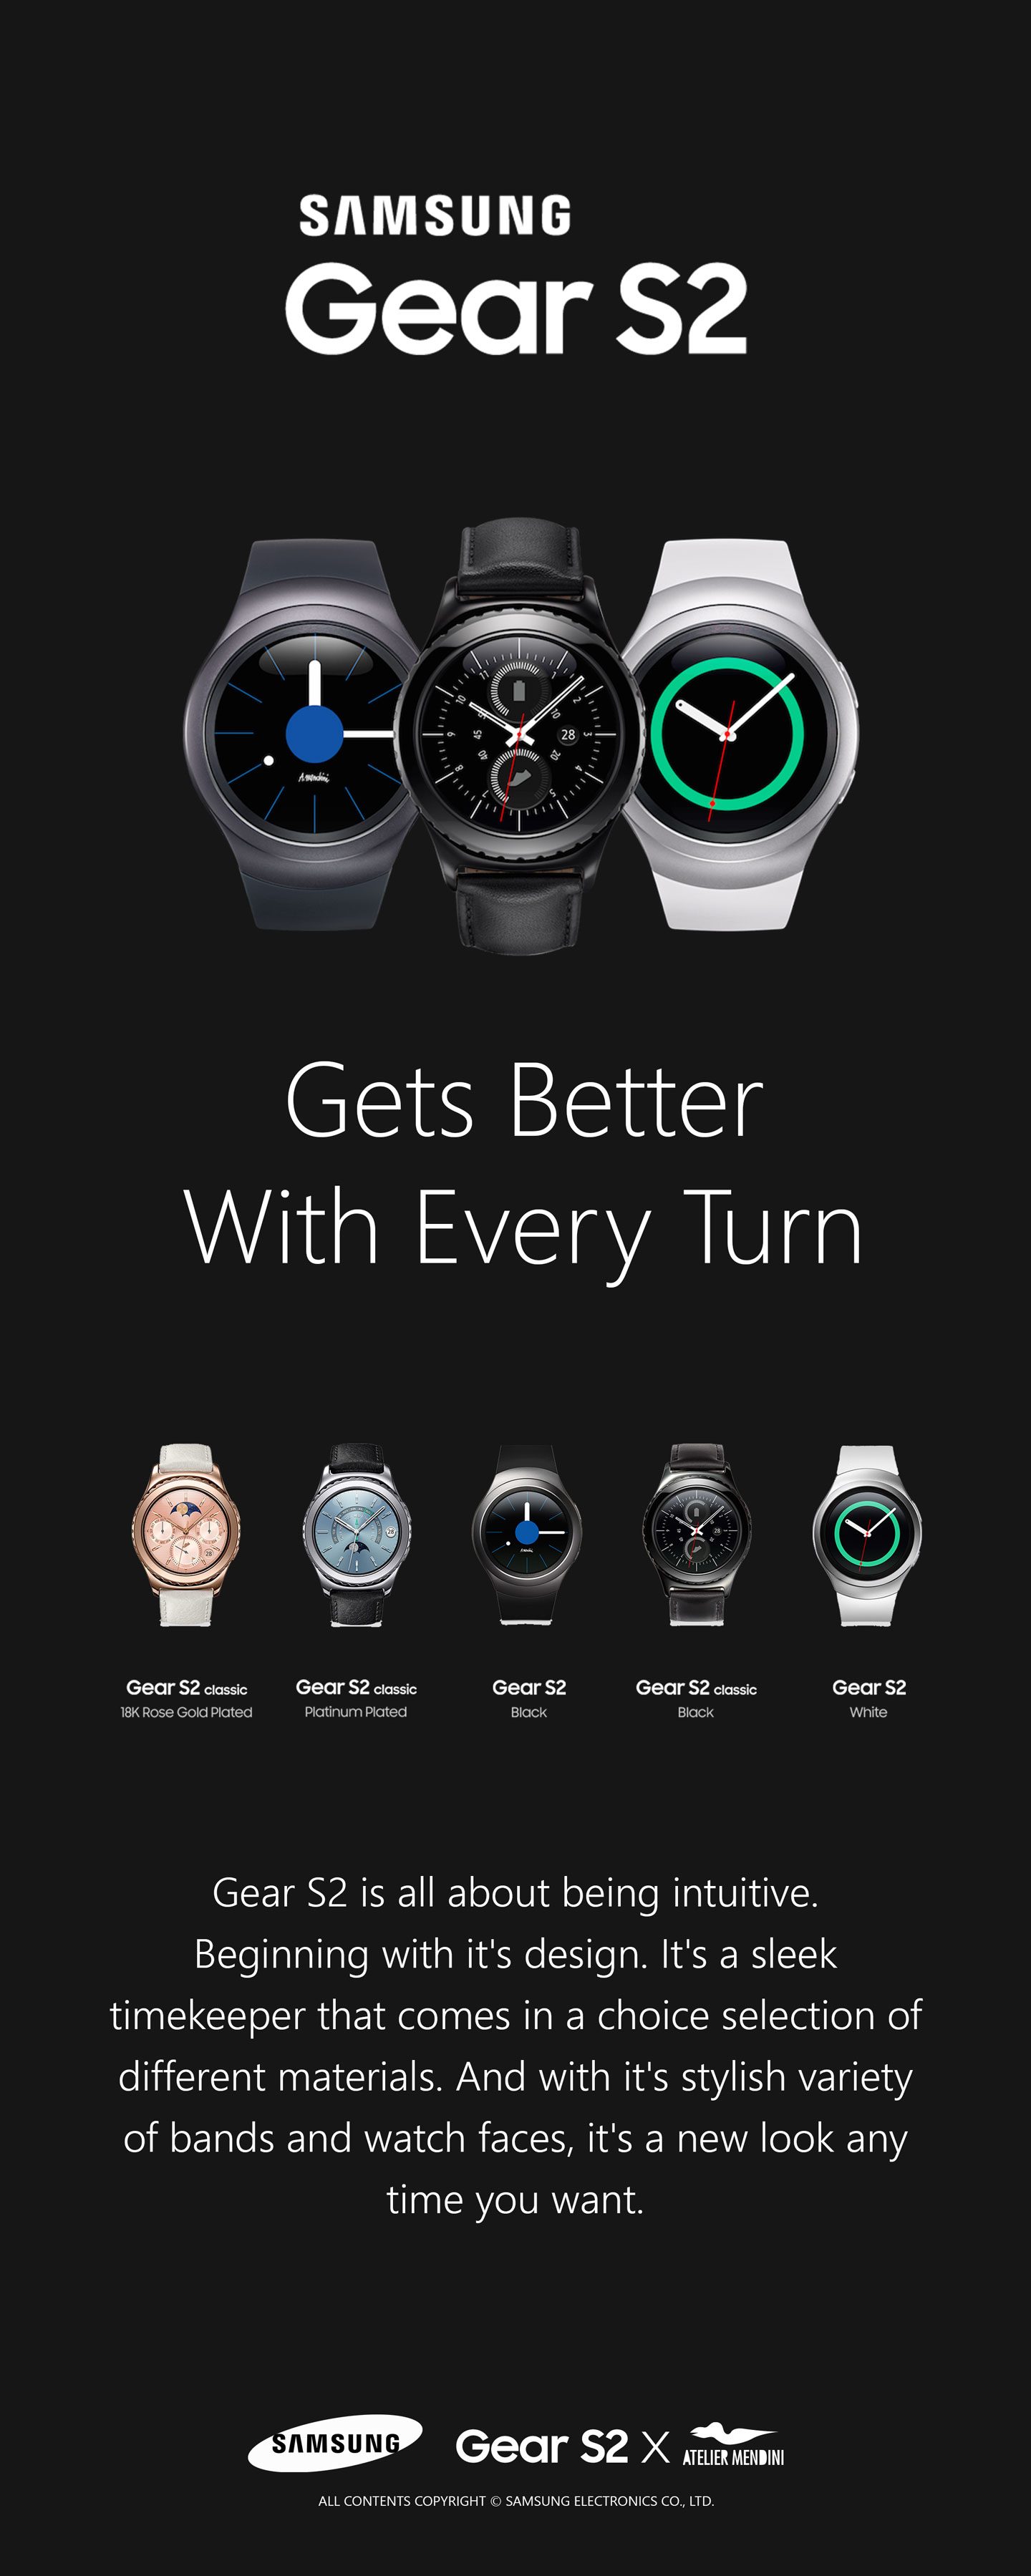 SAMSUNG
Gear S2
Gets Better
With Every Turn
Gear S2 classic
18K Rose Gold Plated
Gear S2 classic
Platinum Plated
Gear S2
Black
Gear S2 classic
Black
Gear S2
White
Gear S2 is all about being intuitive.
Beginning with it's design. It's a sleek
timekeeper that comes in a choice selection of
different materials. And with it's stylish variety
of bands and watch faces, it's a new look any
time you want.
SAMSUNG Gear S2 X ATELIER MENDINI
ALL CONTENTS COPYRIGHT © SAMSUNG ELECTRONICS CO., LTD.